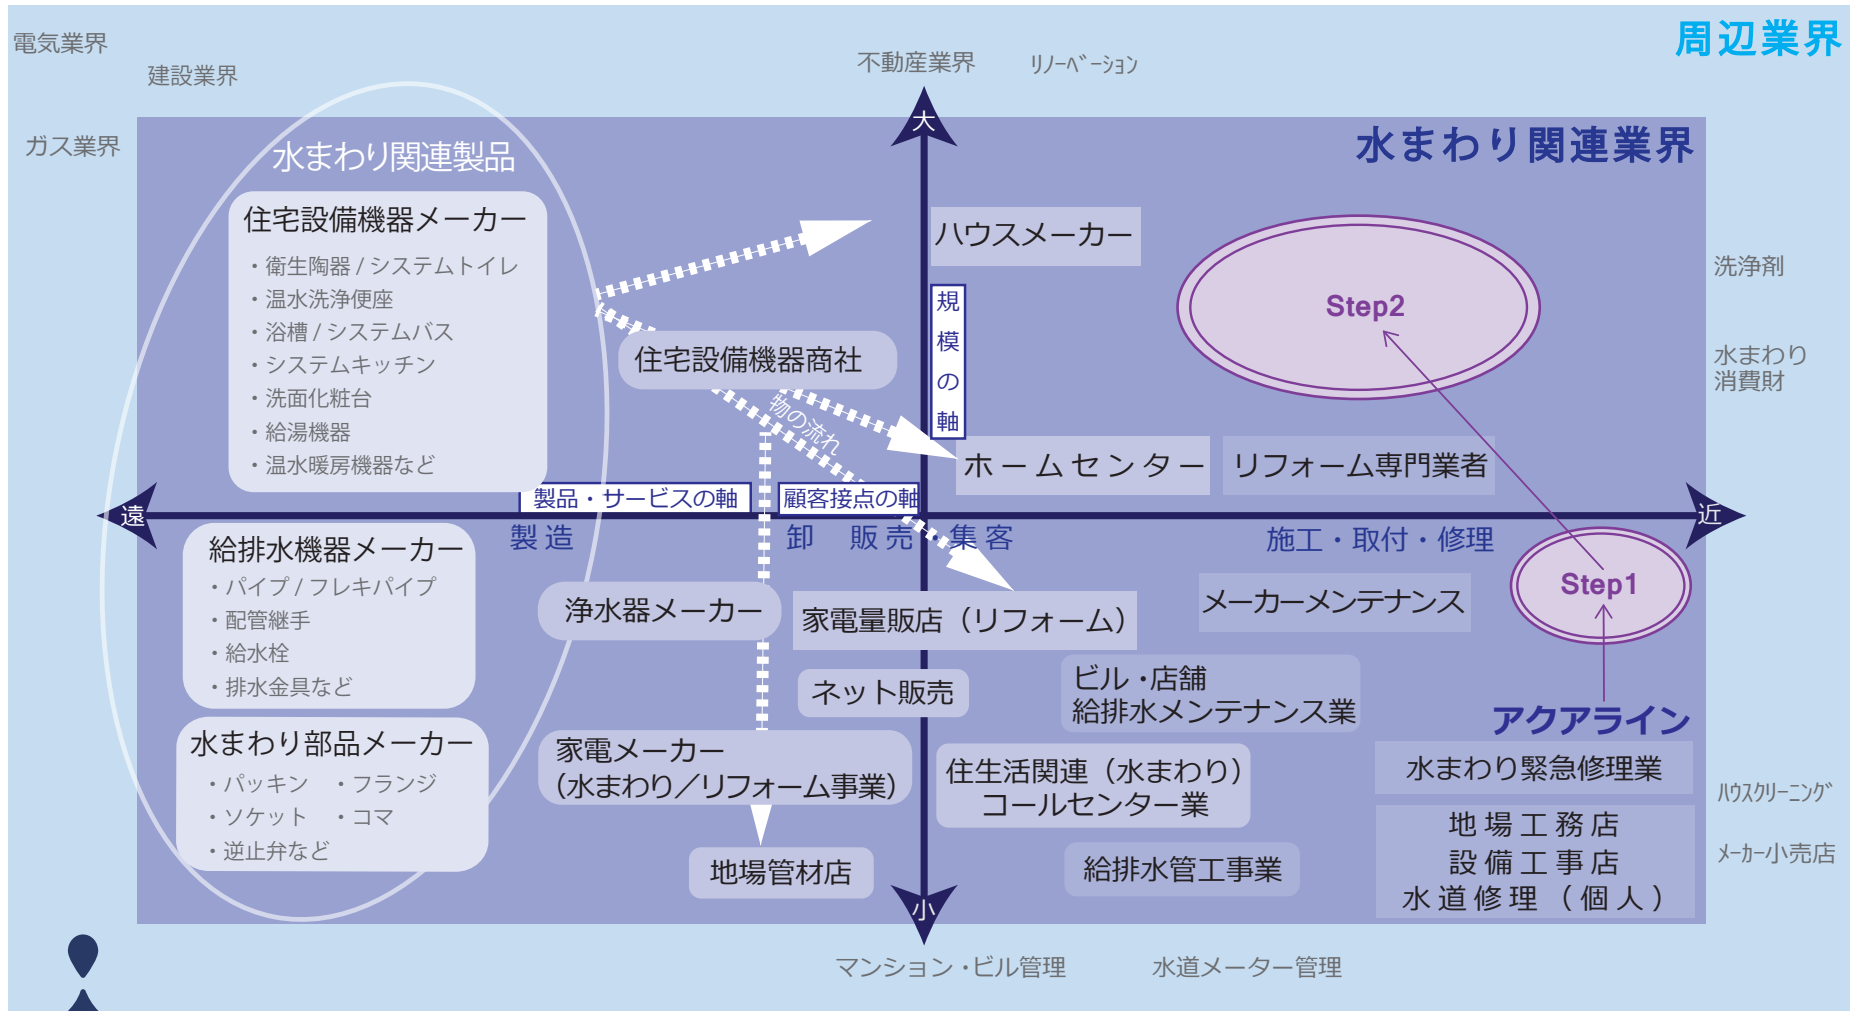 電気業界
建設業界
ガス業界
不動産業界
リノーベーション
周辺業界
水まわり関連業界
大
水まわり関連製品
住宅設備機器メーカー
・衛生陶器 / システムトイレ
・温水洗浄便座
・浴槽 / システムバス
・システムキッチン
・洗面化粧台
・給湯機器
・温水暖房機器など
ハウスメーカー
規模の軸
住宅設備機器商社
物の流れ
Step2
洗浄剤
水まわり
消費財
ホームセンター
リフォーム専門業者
製品・サービスの軸
顧客接点の軸
遠
近
製造
卸
販売・集客
施工・取付・修理
給排水機器メーカー
・パイプ / フレキパイプ
・配管継手
・給水栓
・排水金具など
浄水器メーカー
家電量販店（リフォーム）
メーカーメンテナンス
Step1
ネット販売
ビル・店舗
給排水メンテナンス業
アクアライン
水まわり緊急修理業
水まわり部品メーカー
・パッキン ・フランジ
・ソケット ・コマ
・逆止弁など
家電メーカー
（水まわり／リフォーム事業）
住生活関連（水まわり）
コールセンター業
地場管材店
給排水管工事業
地場工務店
設備工事店
水道修理（個人）
ハウスクリーニング
メーカー小売店
小
マンション・ビル管理
水道メーター管理